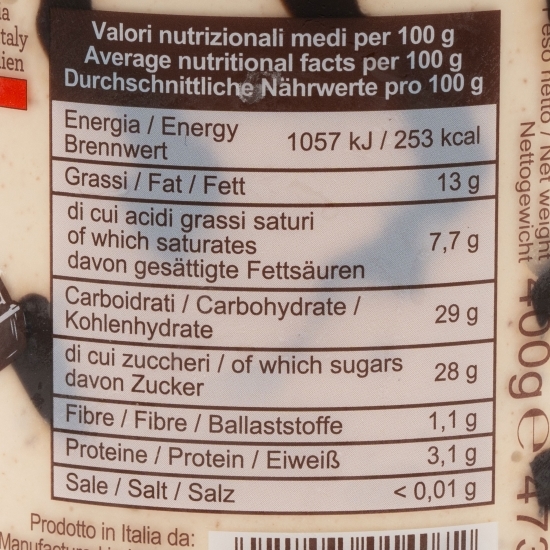 taly
Valori nutrizionali medi per 100 g
Average nutritional facts per 100 g
Durchschnittliche Nährwerte pro 100 g
Energia / Energy
Brennwert
1057 kJ / 253 kcal
Grassi / Fat / Fett
13 g
di cui acidi grassi saturi
of which saturates
davon gesättigte Fettsäuren
7,7 g
Carboidrati / Carbohydrate /
Kohlenhydrate
29 g
di cui zuccheri / of which sugars
davon Zucker
28 g
Fibre / Fibre / Ballaststoffe
1,1 g
Proteine / Protein / Eiweiß
3,1 g
Sale / Salt / Salz
< 0,01 g
Prodotto in Italia da:
netto / Net weight
Nettogewicht
400g e 473